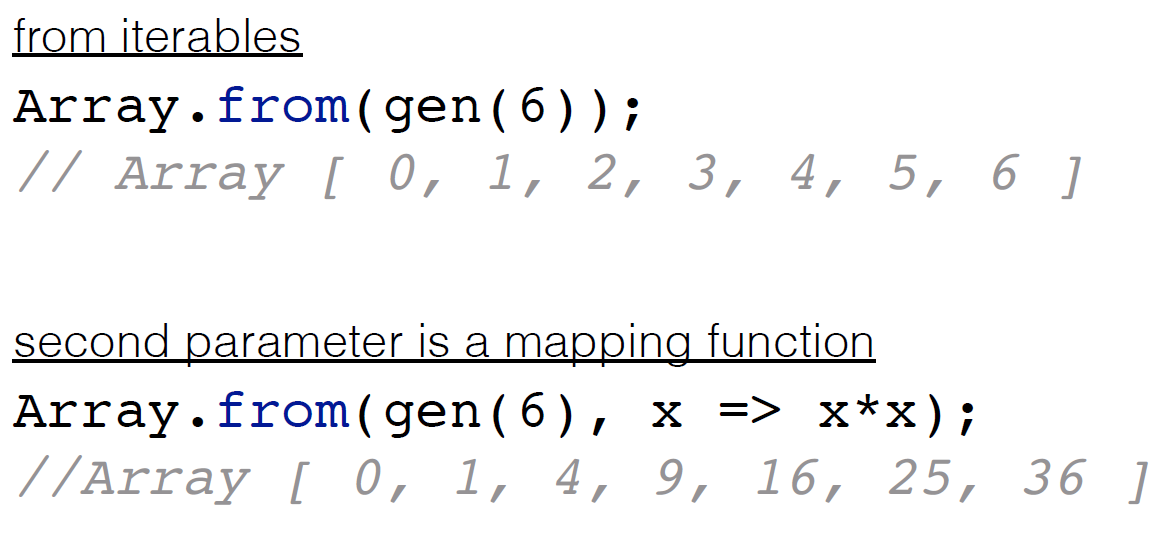 from iterables
Array.from(gen(6));
// Array [ 0, 1, 2, 3, 4, 5, 6 ]
second parameter is a mapping function
Array.from(gen(6), x => x*x);
//Array [ 0, 1, 4, 9, 16, 25, 36 ]